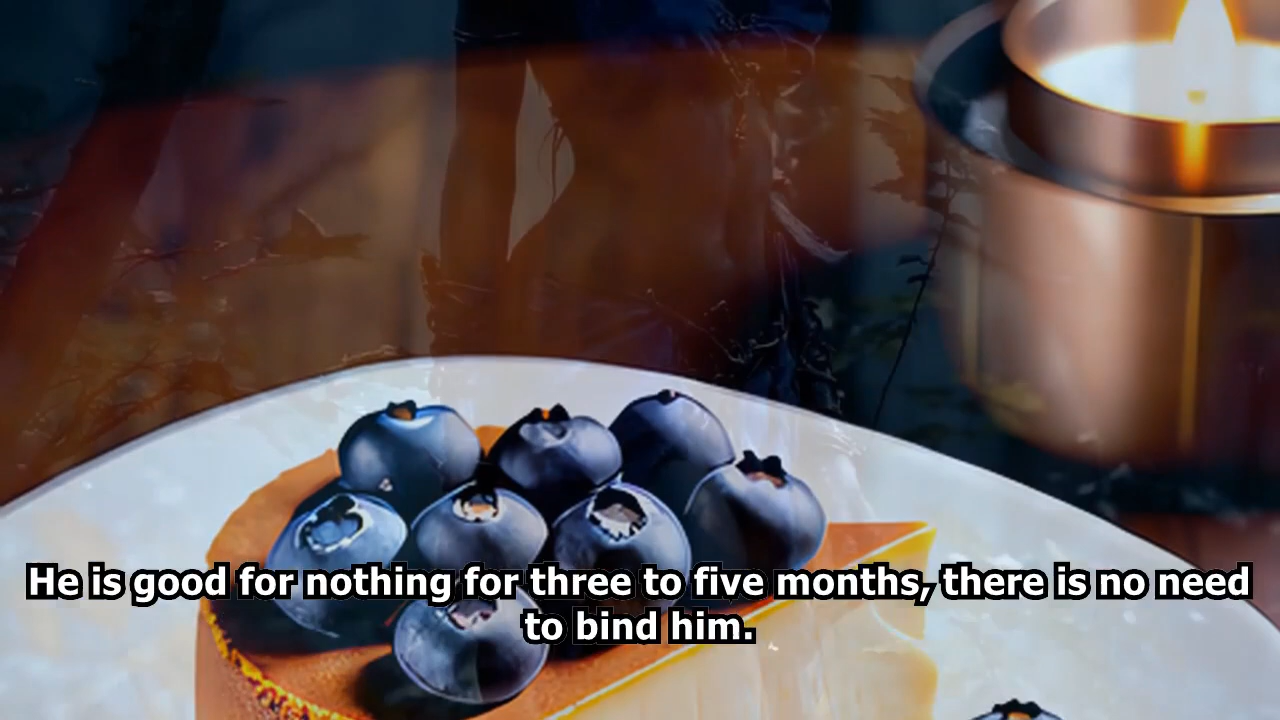 He is good for nothing for three to five months, there is no need
to bind him.